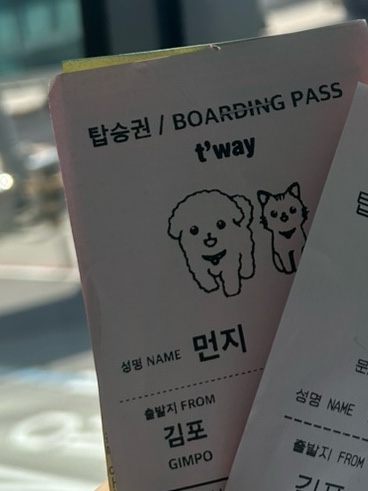 탑승권 / BOARDING PASS
t'way
성명 NAME 먼지
출발지 FROM
김포
GIMPO
성명 NAME
출발지 FROM